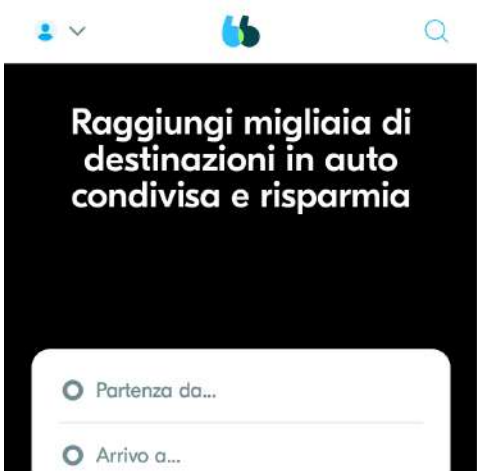 Raggiungi migliaia di
destinazioni in auto
condivisa e risparmia
Partenza da...
Arrivo a...